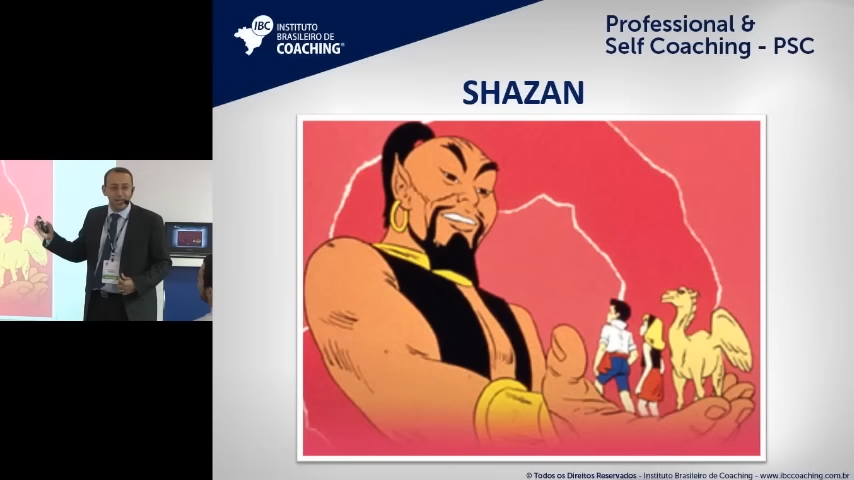 IBC
INSTITUTO
BRASILEIRO DE
COACHING®
Professional &
Self Coaching - PSC
SHAZAN
© Todos os Direitos Reservados - Instituto Brasileiro de Coaching - www.ibccoaching.com.br